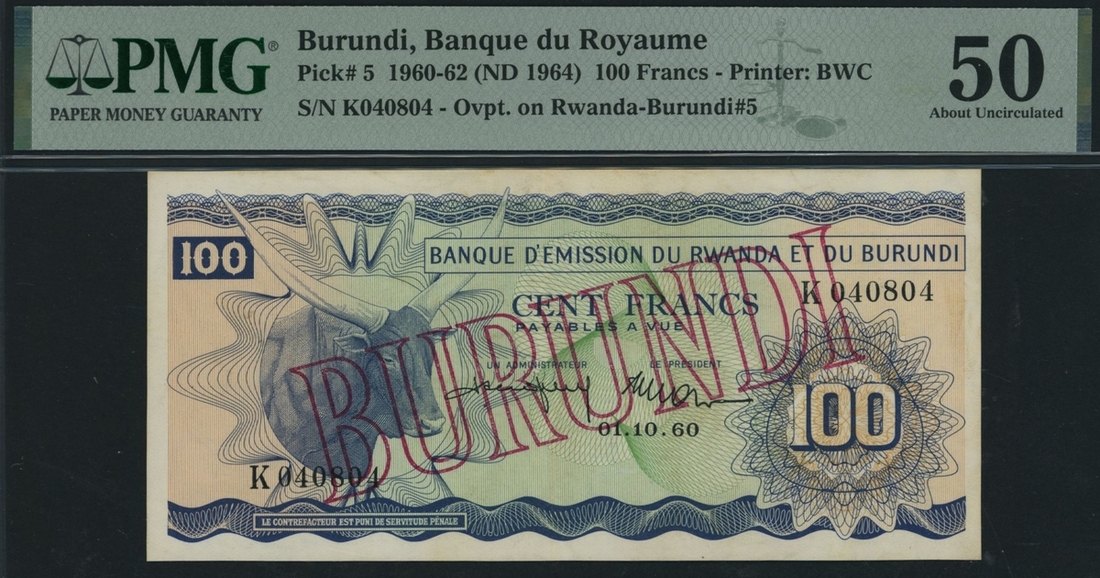 PMG®
PAPER MONEY GUARANTY
Burundi, Banque du Royaume
Pick# 5 1960-62 (ND 1964) 100 Francs - Printer: BWC
S/N K040804 - Ovpt. on Rwanda-Burundi#5
50
About Uncirculated
100
BANQUE D'EMISSION DU RWANDA ET DU BURUNDI
K 040804
CENT FRANCS
PAYABLES A VUE
BURUNDI
UN ADMINISTRATEUR
LE PRÉSIDENT
01.10.60
100
K 040804
LE CONTREFACTEUR EST PUNI DE SERVITUDE PÉNALE